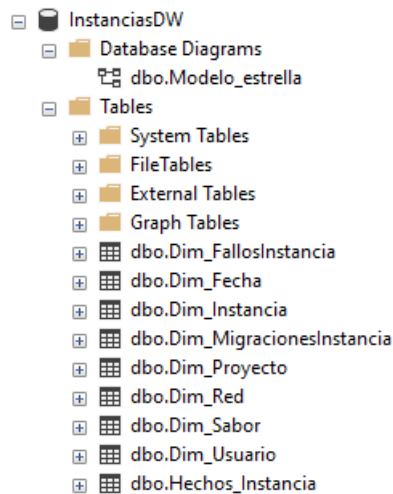 InstanciasDW
Database Diagrams
dbo.Modelo_estrella
Tables
System Tables
FileTables
External Tables
Graph Tables
dbo.Dim_FallosInstancia
dbo.Dim_Fecha
dbo.Dim_Instancia
dbo.Dim_MigracionesInstancia
dbo.Dim_Proyecto
dbo.Dim_Red
dbo.Dim_Sabor
dbo.Dim_Usuario
dbo.Hechos_Instancia